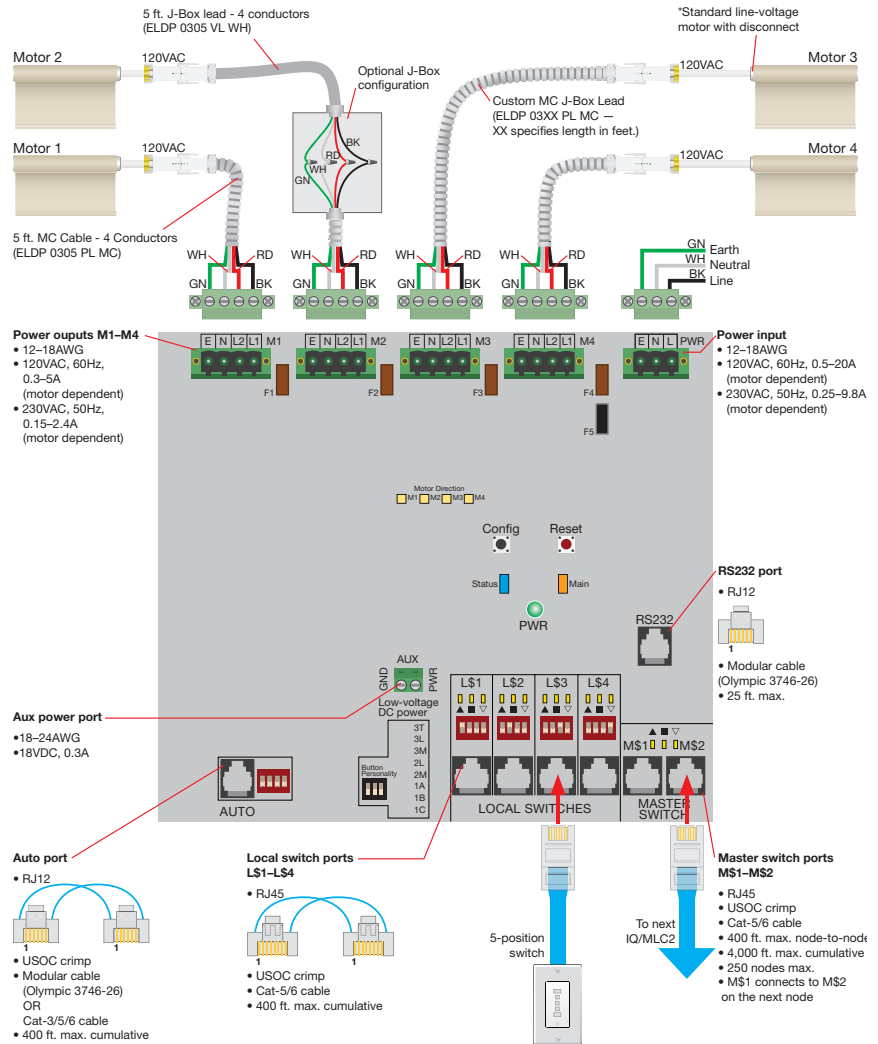 5 ft. J-Box lead - 4 conductors
(ELDP 0305 VL WH)
*Standard line-voltage
motor with disconnect
Motor 2
120VAC
Optional J-Box
configuration
Custom MC J-Box Lead
(ELDP 03XX PL MC —
XX specifies length in feet.)
120VAC
Motor 3
BK
RD
WH
GN
Motor 1
120VAC
120VAC
Motor 4
5 ft. MC Cable - 4 Conductors
(ELDP 0305 PL MC)
WH RD
GN BK
WH RD
GN BK
WH RD
GN BK
WH RD
GN BK
GN Earth
WH Neutral
BK Line
Power ouputs M1–M4
• 12–18AWG
• 120VAC, 60Hz,
0.3–5A
(motor dependent)
• 230VAC, 50Hz,
0.15–2.4A
(motor dependent)
E N L2 L1 M1
F1
E N L2 L1 M2
F2
E N L2 L1 M3
F3
E N L2 L1 M4
F4
F5
E N L PWR
Power input
• 12–18AWG
• 120VAC, 60Hz, 0.5–20A
(motor dependent)
• 230VAC, 50Hz, 0.25–9.8A
(motor dependent)
Motor Direction
M1 M2 M3 M4
Config Reset
Status Main
PWR
RS232
RS232 port
• RJ12
1
• Modular cable
(Olympic 3746-26)
• 25 ft. max.
AUX
GND PWR
Low-voltage
DC power
Aux power port
•18–24AWG
•18VDC, 0.3A
3T
3L
3M
2L
2M
1A
1B
1C
Button
Personality
AUTO
L$1 L$2 L$3 L$4
▲ ■ ▽ ▲ ■ ▽ ▲ ■ ▽ ▲ ■ ▽
LOCAL SWITCHES
▲ ■ ▽
M$1 M$2
MASTER
SWITCH
Auto port
• RJ12
1 1
• USOC crimp
• Modular cable
(Olympic 3746-26)
OR
Cat-3/5/6 cable
• 400 ft. max. cumulative
Local switch ports
L$1–L$4
• RJ45
1 1
• USOC crimp
• Cat-5/6 cable
• 400 ft. max. cumulative
5-position
switch
To next
IQ/MLC2
Master switch ports
M$1–M$2
• RJ45
• USOC crimp
• Cat-5/6 cable
• 400 ft. max. node-to-node
• 4,000 ft. max. cumulative
• 250 nodes max.
• M$1 connects to M$2
on the next node